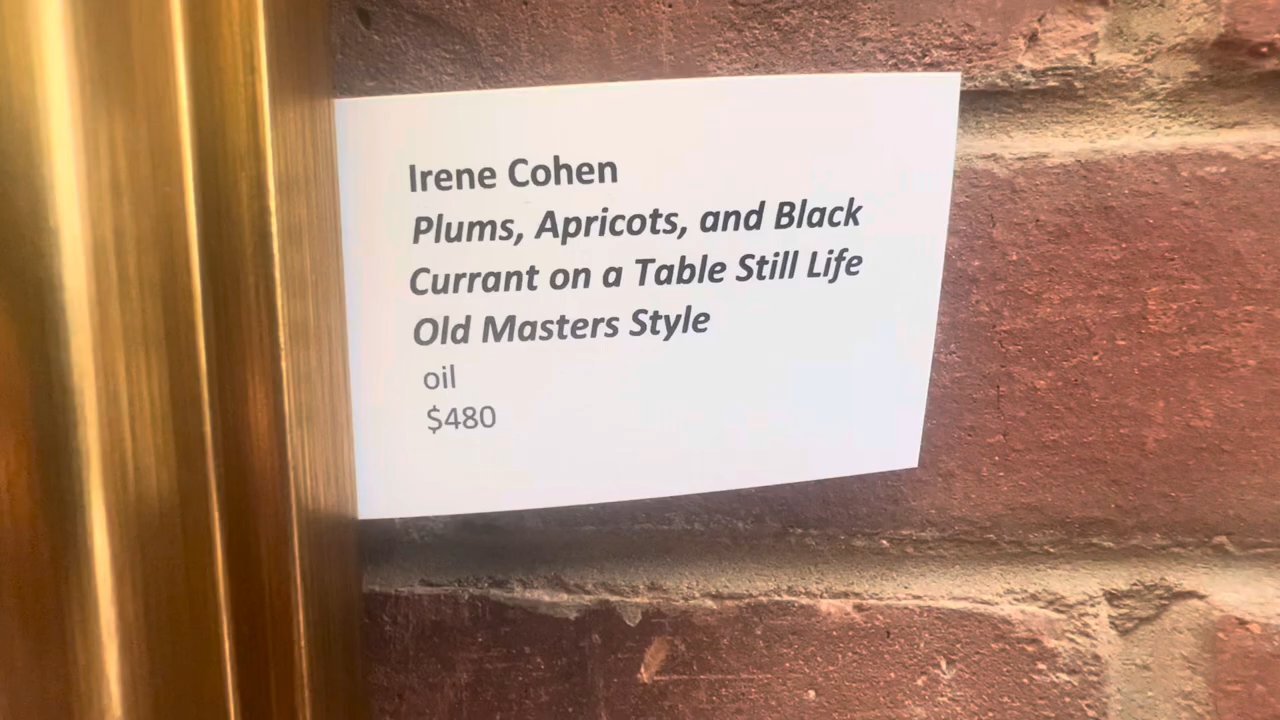 Irene Cohen
Plums, Apricots, and Black
Currant on a Table Still Life
Old Masters Style
oil
$480